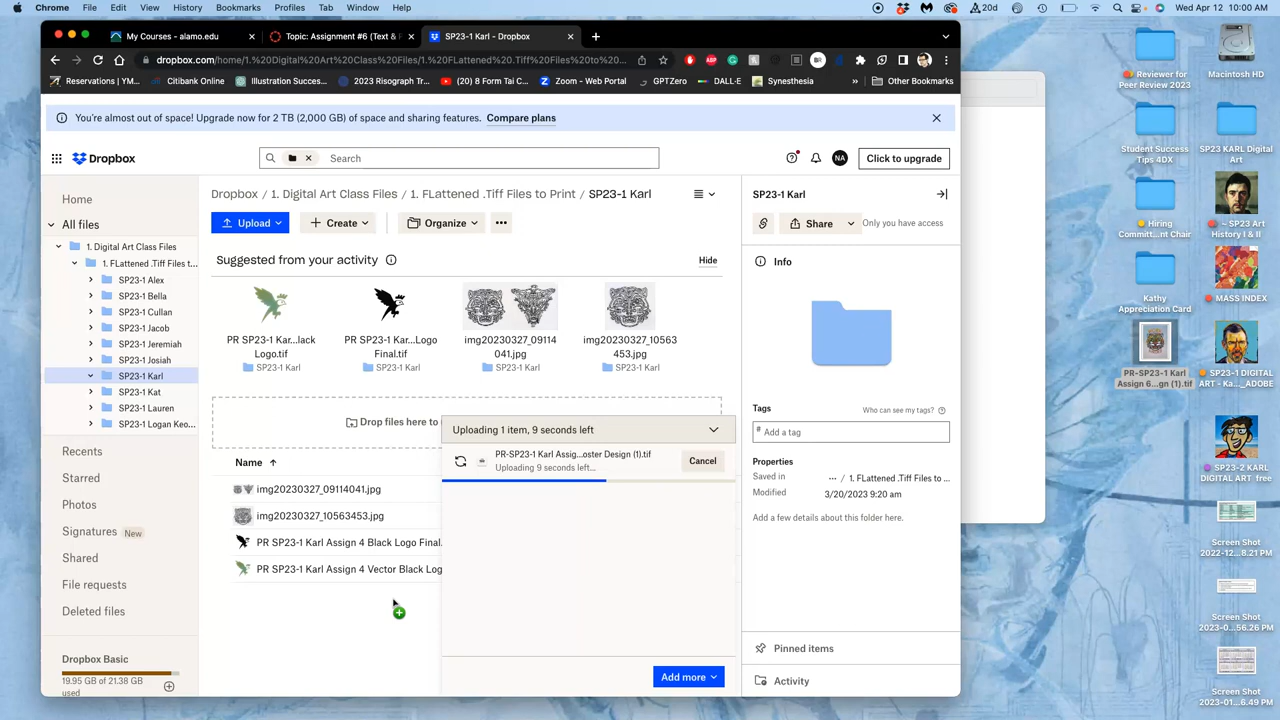 Chrome File Edit View History Bookmarks Profiles Tab Window Help
20d
Wed Apr 12 10:00 AM
My Courses - alamo.edu
Topic: Assignment #6 (Text & F
SP23-1 Karl - Dropbox
dropbox.com/home/1.%20Digital%20Art%20Class%20Files/1.%20FLattened%20.Tiff%20Files%20to%20...
Reservations | YM...
Citibank Online
Illustration Succes...
2023 Risograph Tr...
(20) 8 Form Tai C...
Zoom - Web Portal
GPTZero
DALL·E
Synesthesia
»
Other Bookmarks
You're almost out of space! Upgrade now for 2 TB (2,000 GB) of space and sharing features. Compare plans
Dropbox
Search
NA
Click to upgrade
Home
All files
1. Digital Art Class Files
1. FLattened .Tiff Files t...
SP23-1 Alex
SP23-1 Bella
SP23-1 Cullan
SP23-1 Jacob
SP23-1 Jeremiah
SP23-1 Josiah
SP23-1 Karl
SP23-1 Kat
SP23-1 Lauren
SP23-1 Logan Keo...
Recents
Starred
Photos
Signatures New
Shared
File requests
Deleted files
Dropbox Basic
19.95 GB of 21.38 GB
used
Dropbox / 1. Digital Art Class Files / 1. FLattened .Tiff Files to Print / SP23-1 Karl
Upload
Create
Organize
Suggested from your activity
Hide
PR SP23-1 Kar...lack
Logo.tif
SP23-1 Karl
PR SP23-1 Kar...Logo
Final.tif
SP23-1 Karl
img20230327_09114
041.jpg
SP23-1 Karl
img20230327_10563
453.jpg
SP23-1 Karl
Drop files here to
Name
img20230327_09114041.jpg
img20230327_10563453.jpg
PR SP23-1 Karl Assign 4 Black Logo Final.
PR SP23-1 Karl Assign 4 Vector Black Log
Uploading 1 item, 9 seconds left
PR-SP23-1 Karl Assig...oster Design (1).tif
Uploading 9 seconds left...
Cancel
Add more
SP23-1 Karl
Share
Only you have access
Info
Tags
Who can see my tags?
# Add a tag
Properties
Saved in
... / 1. FLattened .Tiff Files to ...
Modified
3/20/2023 9:20 am
Add a few details about this folder here.
Pinned items
Activity
Reviewer for
Peer Review 2023
Macintosh HD
Student Success
Tips 4DX
SP23 KARL Digital
Art
Hiring
Committ...nt Chair
~ SP23 Art
History I & II
Kathy
Appreciation Card
MASS INDEX
PR-SP23-1 Karl
Assign 6...gn (1).tif
SP23-1 DIGITAL
ART - Ka..._ADOBE
SP23-2 KARL
DIGITAL ART free
Screen Shot
2022-12...8.21 PM
Screen Shot
2023-0...56.26 PM
Screen Shot
2023-01...6.49 PM